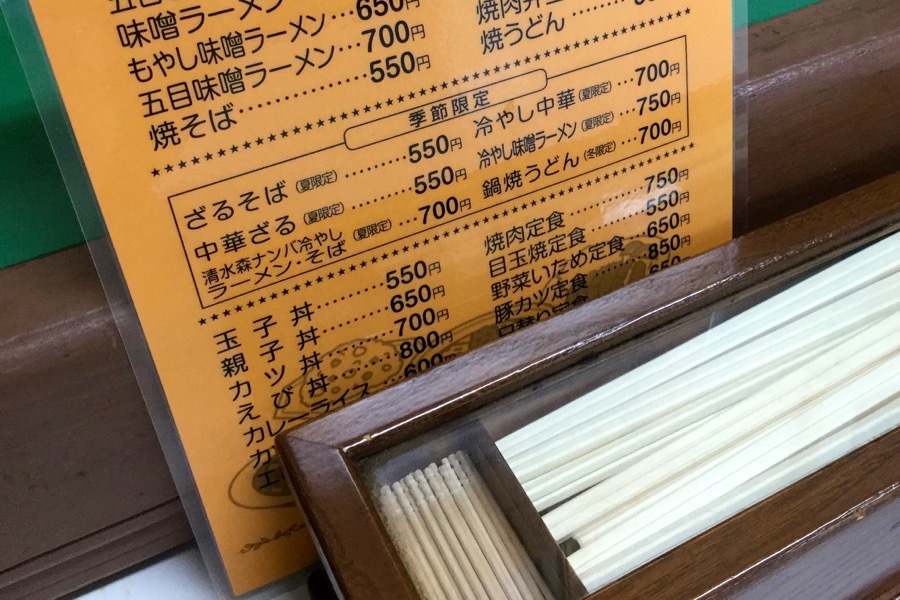 味噌ラーメン
もやし味噌ラーメン…650円
五目味噌ラーメン…700円
焼そば…………550円
焼うどん
季節限定
ざるそば(夏限定)………550円
中華ざる(夏限定)………550円
清水森ナンバ冷やし
ラーメン・そば(夏限定)…700円
冷やし中華(夏限定)…700円
冷やし味噌ラーメン(夏限定)…750円
鍋焼うどん(冬限定)…700円
玉子丼………550円
親子丼………650円
カツ丼………700円
えび丼………800円
カレーライス…600円
焼肉定食………750円
目玉焼定食………550円
野菜いため定食…650円
豚カツ定食………850円
日替り定食………650